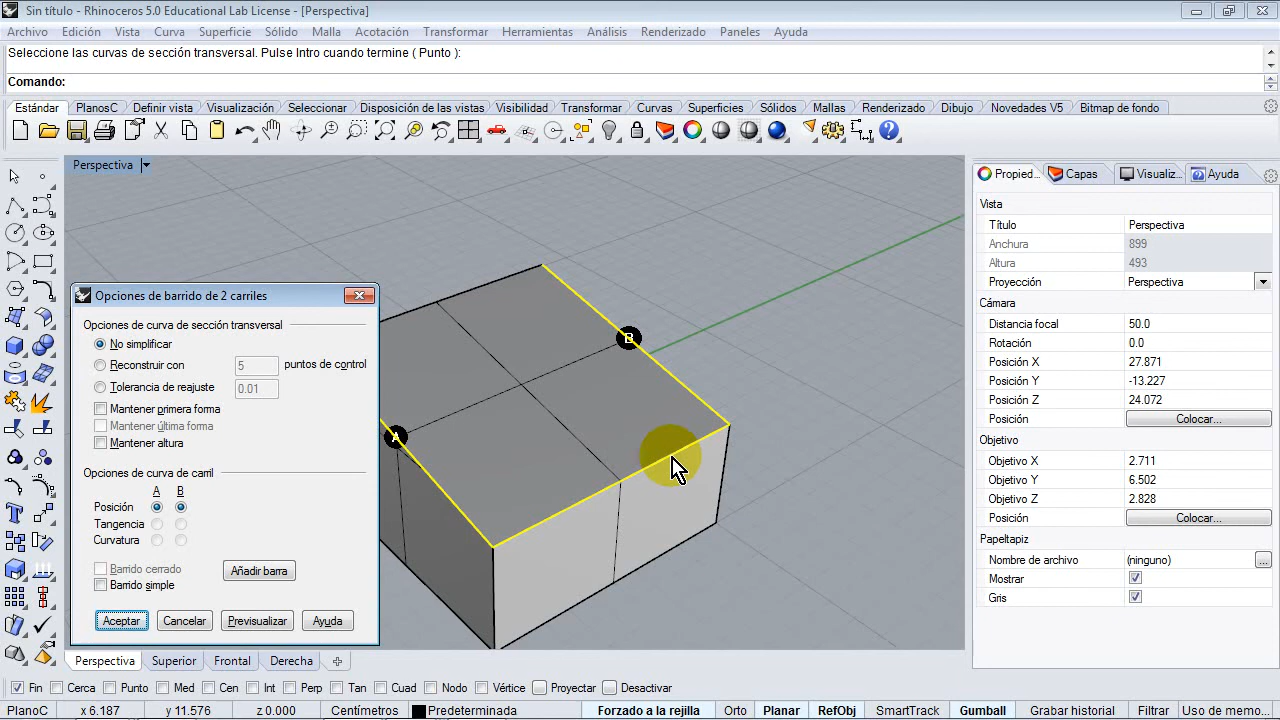 Sin título - Rhinoceros 5.0 Educational Lab License - [Perspectiva]
Archivo Edición Vista Curva Superficie Sólido Malla Acotación Transformar Herramientas Análisis Renderizado Paneles Ayuda
Seleccione las curvas de sección transversal. Pulse Intro cuando termine ( Punto ):
Comando:
Estándar PlanosC Definir vista Visualización Seleccionar Disposición de las vistas Visibilidad Transformar Curvas Superficies Sólidos Mallas Renderizado Dibujo Novedades V5 Bitmap de fondo
Perspectiva
Propied... Capas Visualiz... Ayuda
Vista
Título Perspectiva
Anchura 899
Altura 493
Proyección Perspectiva
Cámara
Distancia focal 50.0
Rotación 0.0
Posición X 27.871
Posición Y -13.227
Posición Z 24.072
Posición Colocar...
Objetivo
Objetivo X 2.711
Objetivo Y 6.502
Objetivo Z 2.828
Posición Colocar...
Papeltapiz
Nombre de archivo (ninguno) ...
Mostrar
Gris
B
A
Opciones de barrido de 2 carriles
Opciones de curva de sección transversal
No simplificar
Reconstruir con 5 puntos de control
Tolerancia de reajuste 0.01
Mantener primera forma
Mantener última forma
Mantener altura
Opciones de curva de carril
A B
Posición
Tangencia
Curvatura
Barrido cerrado Añadir barra
Barrido simple
Aceptar Cancelar Previsualizar Ayuda
Perspectiva Superior Frontal Derecha
Fin Cerca Punto Med Cen Int Perp Tan Cuad Nodo Vértice Proyectar Desactivar
PlanoC x 6.187 y 11.576 z 0.000 Centímetros Predeterminada Forzado a la rejilla Orto Planar RefObj SmartTrack Gumball Grabar historial Filtrar Uso de memo...